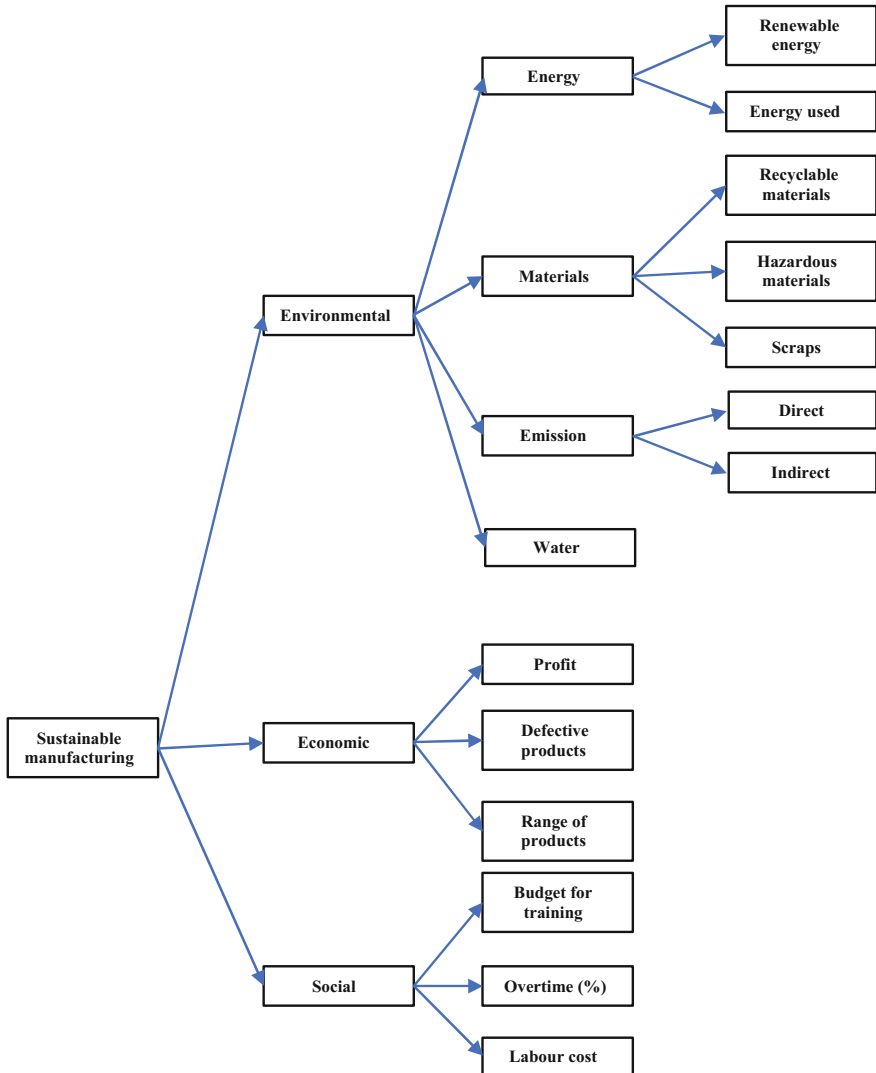 Renewable
energy
Energy
Energy used
Recyclable
materials
Materials
Hazardous
materials
Environmental
Scraps
Direct
Emission
Indirect
Water
Profit
Sustainable
manufacturing
Economic
Defective
products
Range of
products
Budget for
training
Social
Overtime (%)
Labour cost